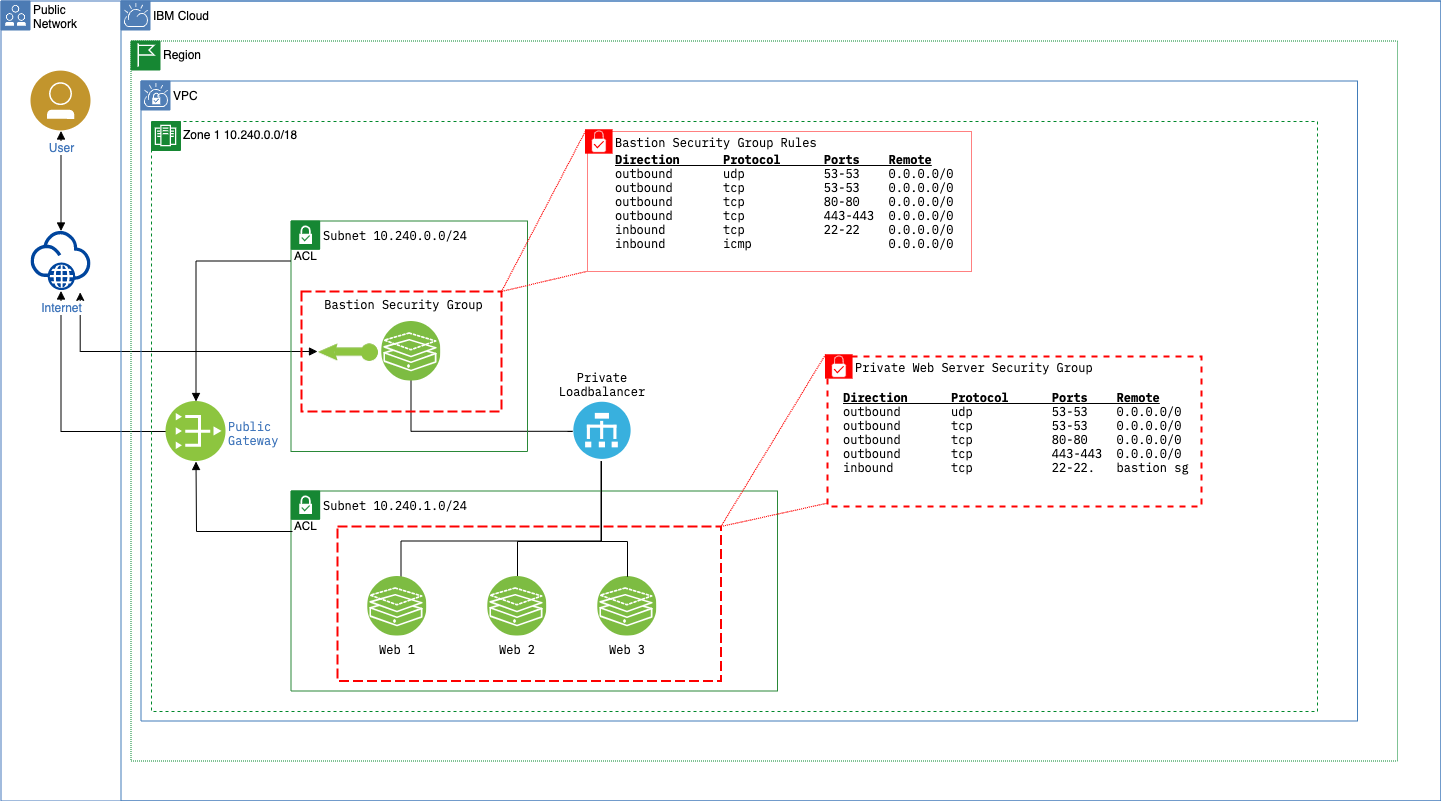 Public
Network
IBM Cloud
Region
VPC
Zone 1 10.240.0.0/18
User
Internet
Bastion Security Group Rules
Direction Protocol Ports Remote
outbound udp 53-53 0.0.0.0/0
outbound tcp 53-53 0.0.0.0/0
outbound tcp 80-80 0.0.0.0/0
outbound tcp 443-443 0.0.0.0/0
inbound tcp 22-22 0.0.0.0/0
inbound icmp 0.0.0.0/0
Subnet 10.240.0.0/24
ACL
Bastion Security Group
Private
Loadbalancer
Public
Gateway
Private Web Server Security Group
Direction Protocol Ports Remote
outbound udp 53-53 0.0.0.0/0
outbound tcp 53-53 0.0.0.0/0
outbound tcp 80-80 0.0.0.0/0
outbound tcp 443-443 0.0.0.0/0
inbound tcp 22-22. bastion sg
Subnet 10.240.1.0/24
ACL
Web 1
Web 2
Web 3